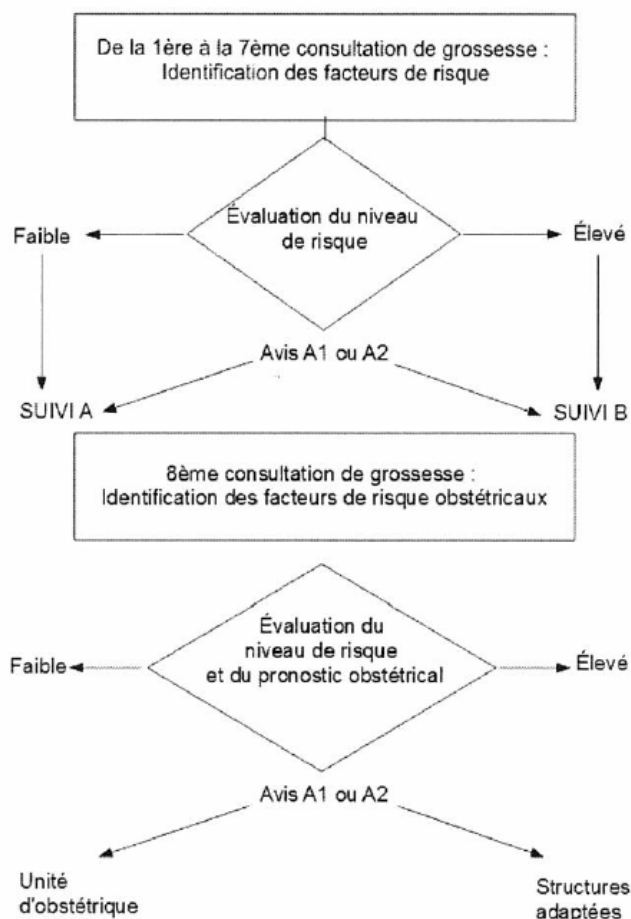 De la 1ère à la 7ème consultation de grossesse :
Identification des facteurs de risque
Évaluation du niveau
de risque
Faible
Élevé
Avis A1 ou A2
SUIVI A
SUIVI B
8ème consultation de grossesse :
Identification des facteurs de risque obstétricaux
Évaluation du
niveau de risque
et du pronostic obstétrical
Faible
Élevé
Avis A1 ou A2
Unité
d'obstétrique
Structures
adaptées